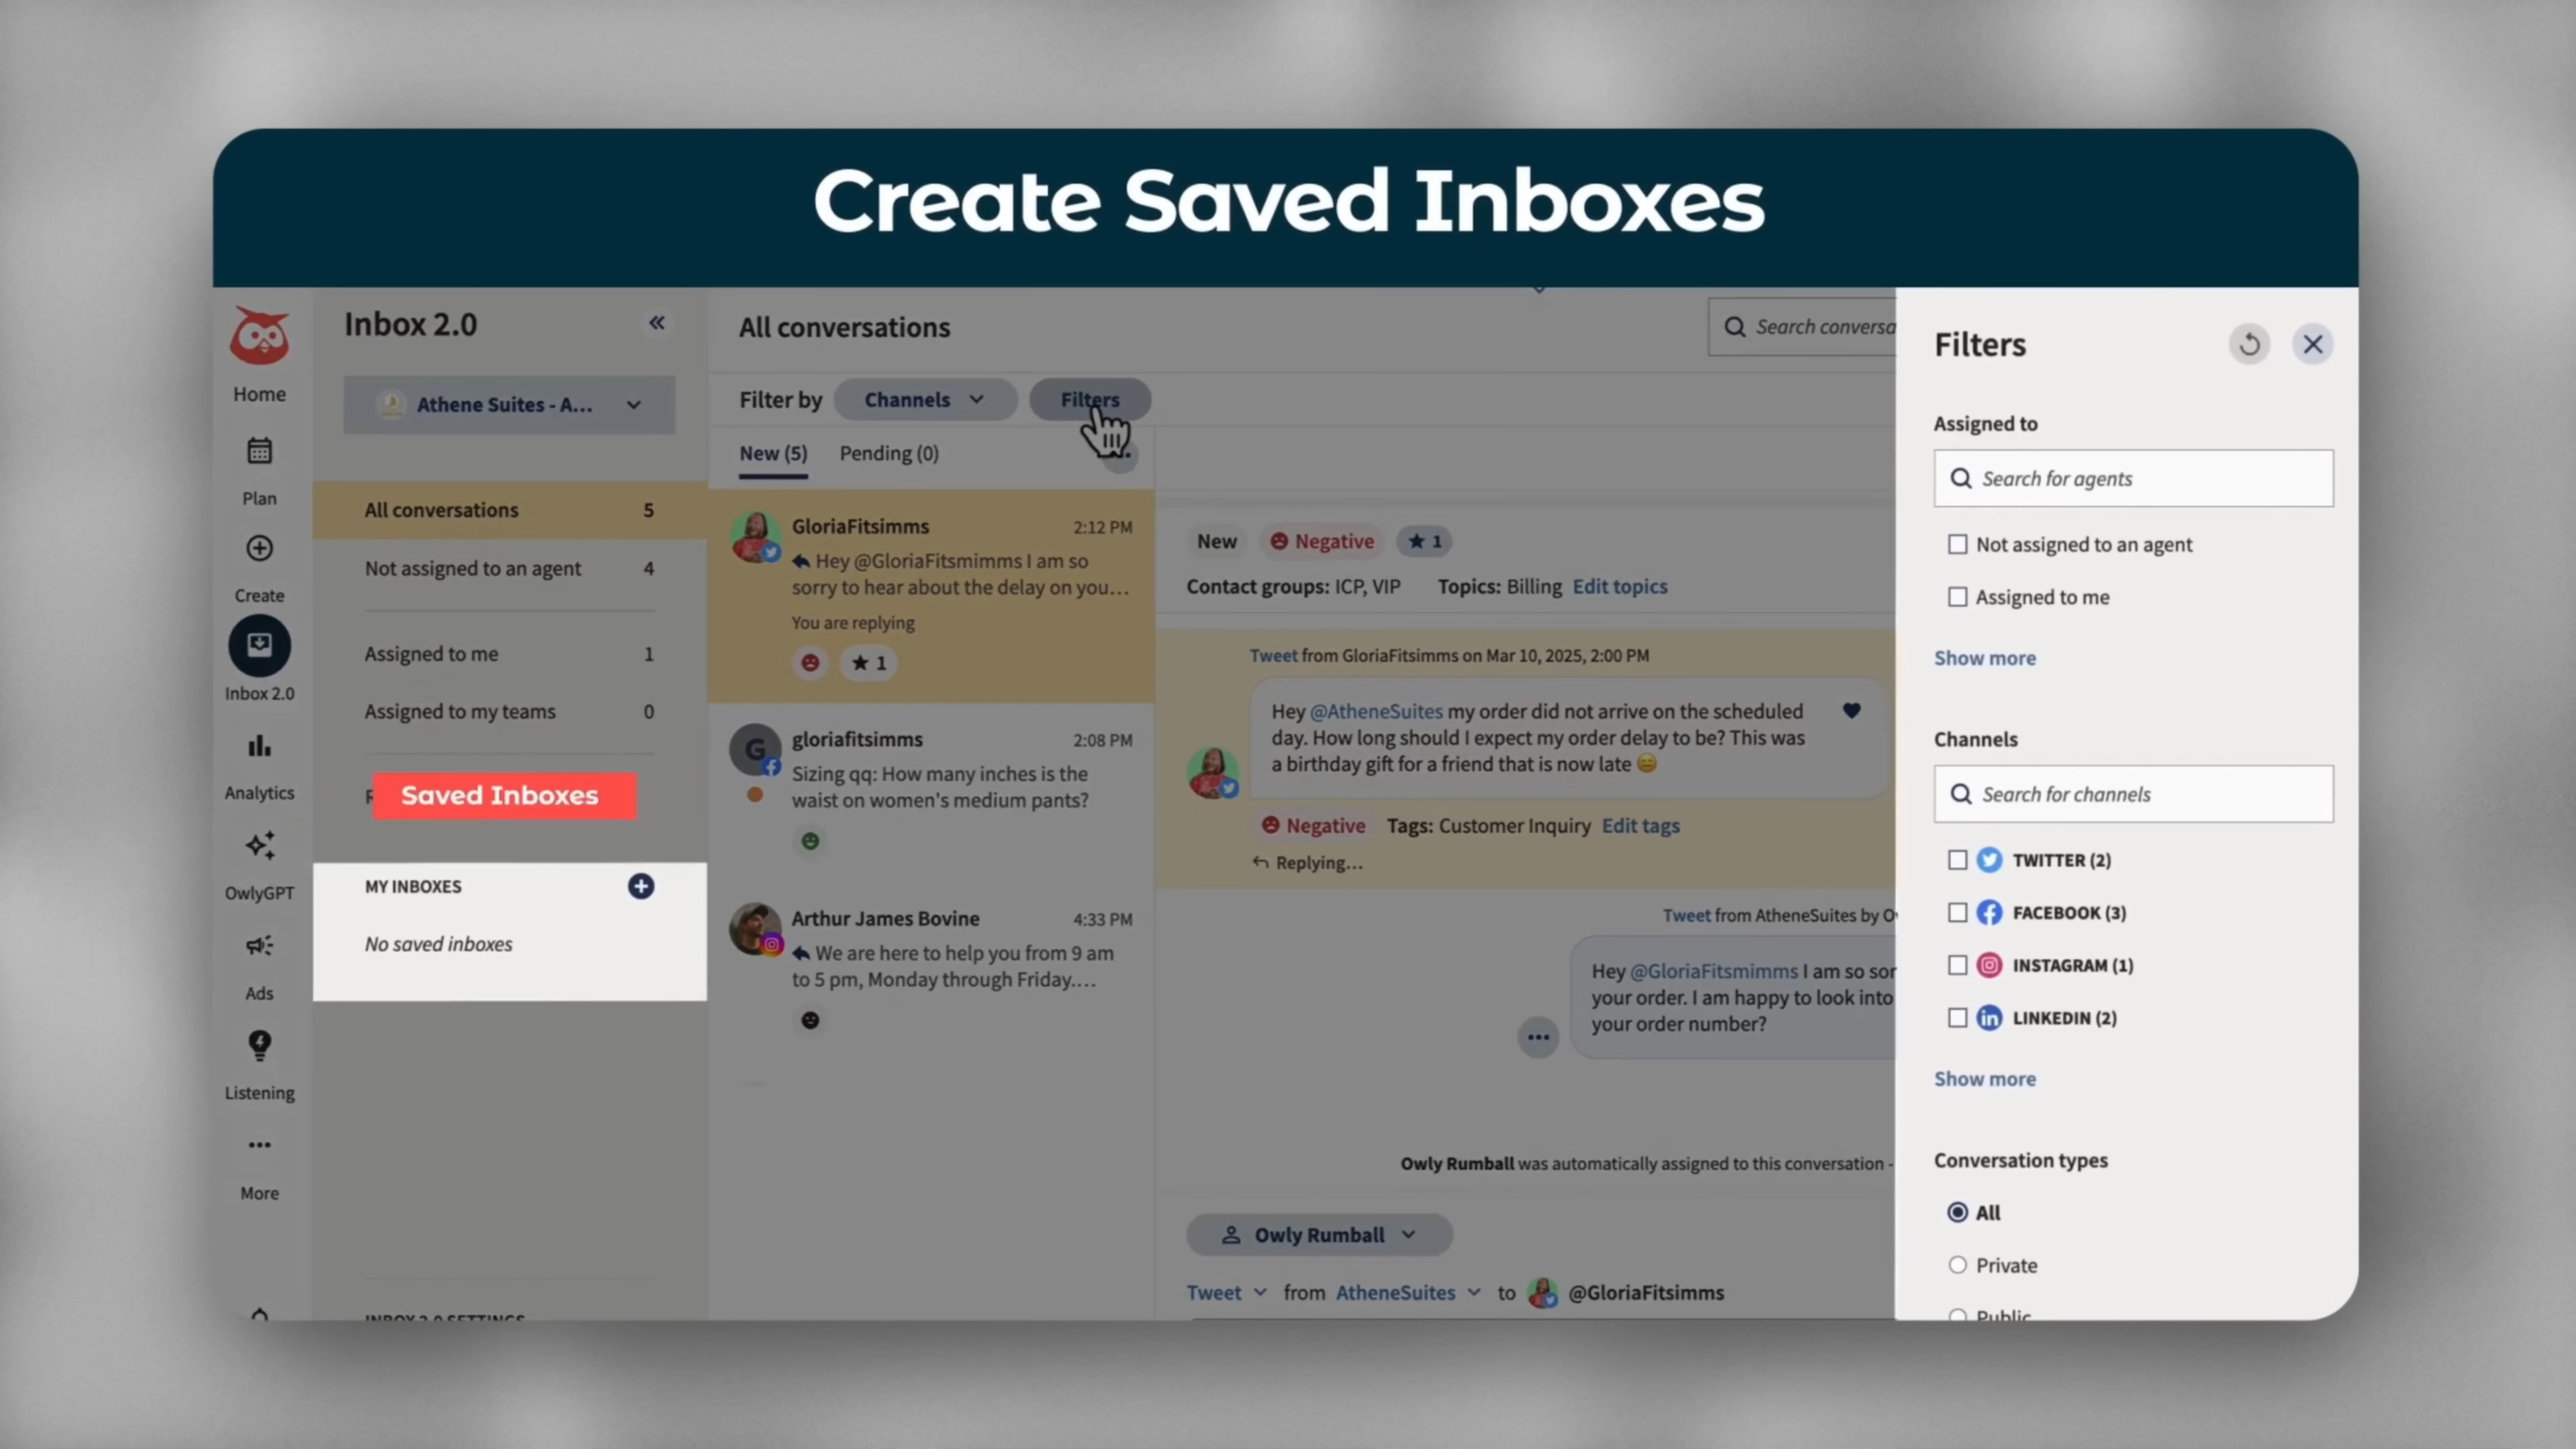 Create Saved Inboxes
Home
Plan
Create
Inbox 2.0
Analytics
OwlyGPT
Ads
Listening
More
Inbox 2.0
Athene Suites - A...
All conversations 5
Not assigned to an agent 4
Assigned to me 1
Assigned to my teams 0
Saved Inboxes
MY INBOXES
No saved inboxes
INBOX 2.0 SETTINGS
All conversations
Search conversa
Filter by Channels Filters
New (5) Pending (0)
GloriaFitsimms 2:12 PM
Hey @GloriaFitsmimms I am so
sorry to hear about the delay on you...
You are replying
1
G
gloriafitsimms 2:08 PM
Sizing qq: How many inches is the
waist on women's medium pants?
Arthur James Bovine 4:33 PM
We are here to help you from 9 am
to 5 pm, Monday through Friday....
New Negative 1
Contact groups: ICP, VIP Topics: Billing Edit topics
Tweet from GloriaFitsimms on Mar 10, 2025, 2:00 PM
Hey @AtheneSuites my order did not arrive on the scheduled
day. How long should I expect my order delay to be? This was
a birthday gift for a friend that is now late 😑
Negative Tags: Customer Inquiry Edit tags
Replying...
Tweet from AtheneSuites by
Hey @GloriaFitsmimms I am so sor
your order. I am happy to look into
your order number?
Owly Rumball was automatically assigned to this conversation -
Owly Rumball
Tweet from AtheneSuites to @GloriaFitsimms
Filters
Assigned to
Search for agents
Not assigned to an agent
Assigned to me
Show more
Channels
Search for channels
TWITTER (2)
FACEBOOK (3)
INSTAGRAM (1)
LINKEDIN (2)
Show more
Conversation types
All
Private
Public